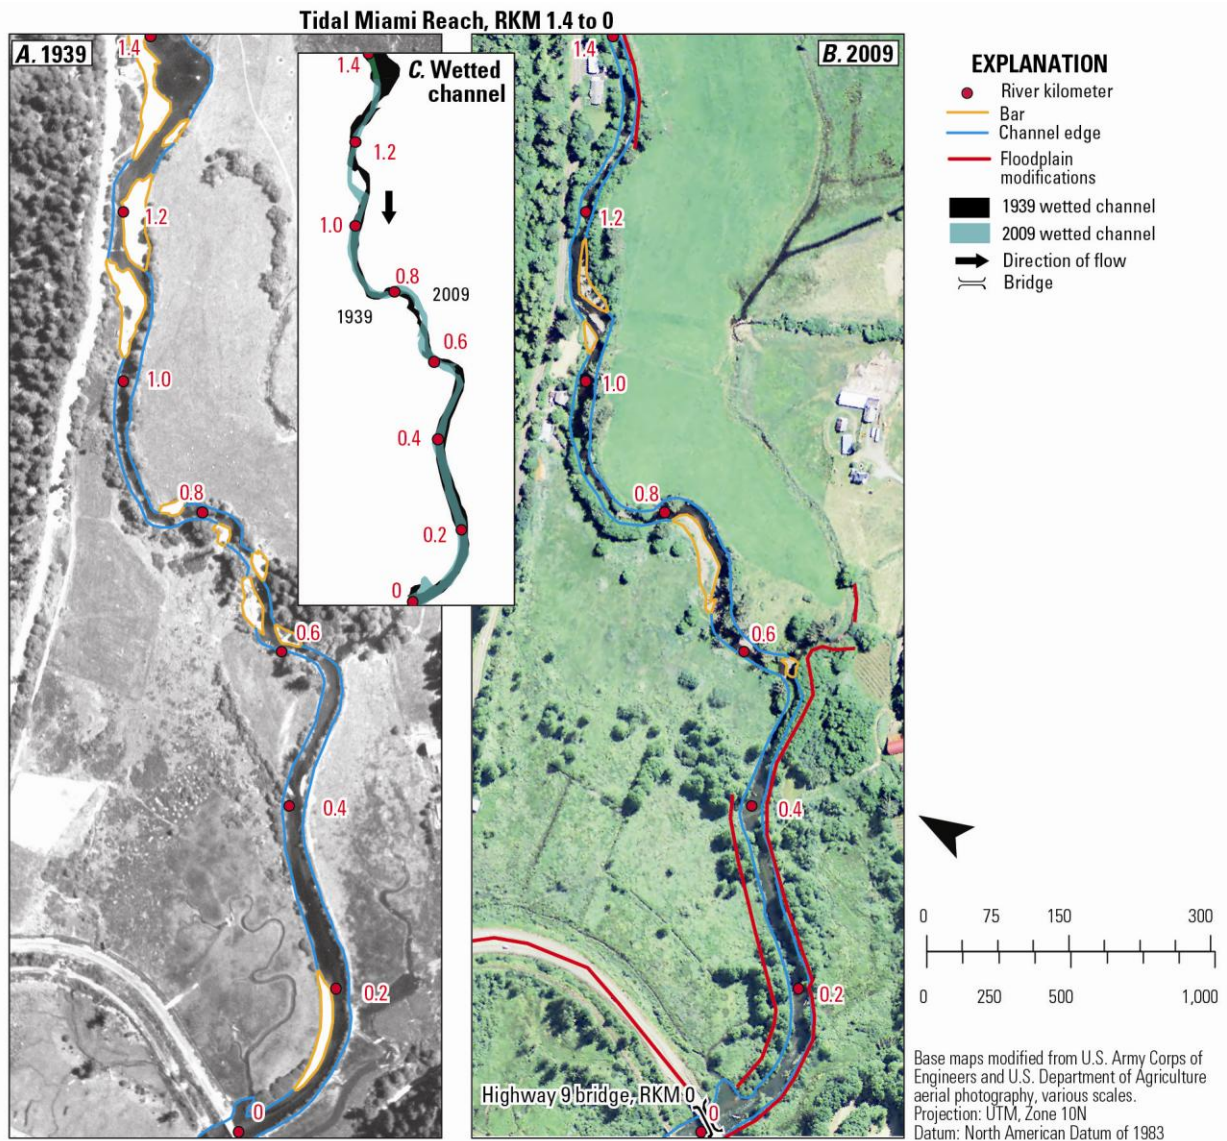 Tidal Miami Reach, RKM 1.4 to 0
A. 1939
1.4
1.2
1.0
0.8
0.6
0.4
0.2
0
C. Wetted
channel
1.4
1.2
1.0
0.8
2009
1939
0.6
0.4
0.2
0
B. 2009
1.4
1.2
1.0
0.8
0.6
0.4
0.2
Highway 9 bridge, RKM 0
0
EXPLANATION
River kilometer
Bar
Channel edge
Floodplain
modifications
1939 wetted channel
2009 wetted channel
Direction of flow
Bridge
0 75 150 300
0 250 500 1,000
Base maps modified from U.S. Army Corps of
Engineers and U.S. Department of Agriculture
aerial photography, various scales.
Projection: UTM, Zone 10N
Datum: North American Datum of 1983